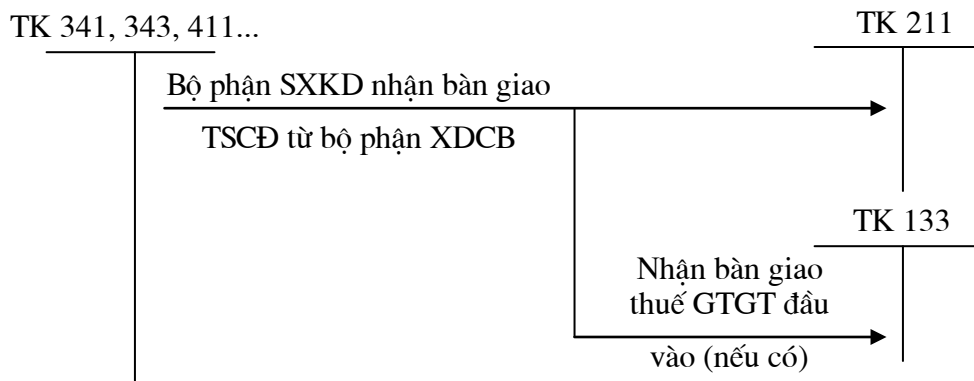 TK 341, 343, 411...
TK 211
Bộ phận SXKD nhận bàn giao
TSCĐ từ bộ phận XDCB
TK 133
Nhận bàn giao
thuế GTGT đầu
vào (nếu có)